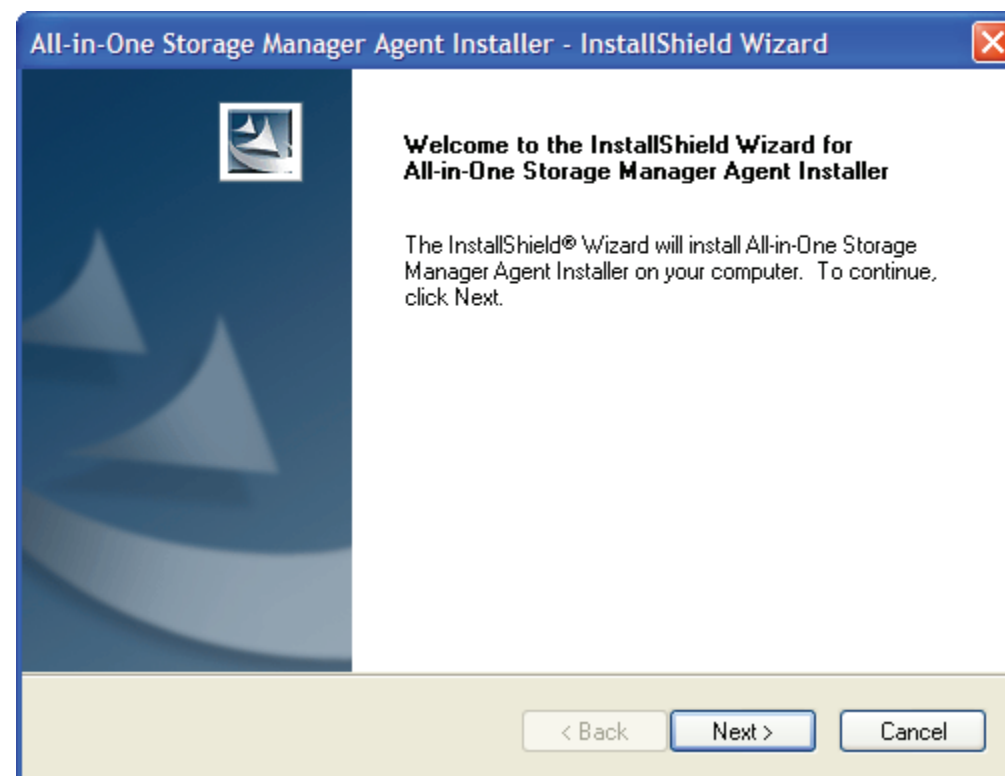 All-in-One Storage Manager Agent Installer - InstallShield Wizard
Welcome to the InstallShield Wizard for
All-in-One Storage Manager Agent Installer
The InstallShield® Wizard will install All-in-One Storage
Manager Agent Installer on your computer.  To continue,
click Next.
< Back
Next >
Cancel